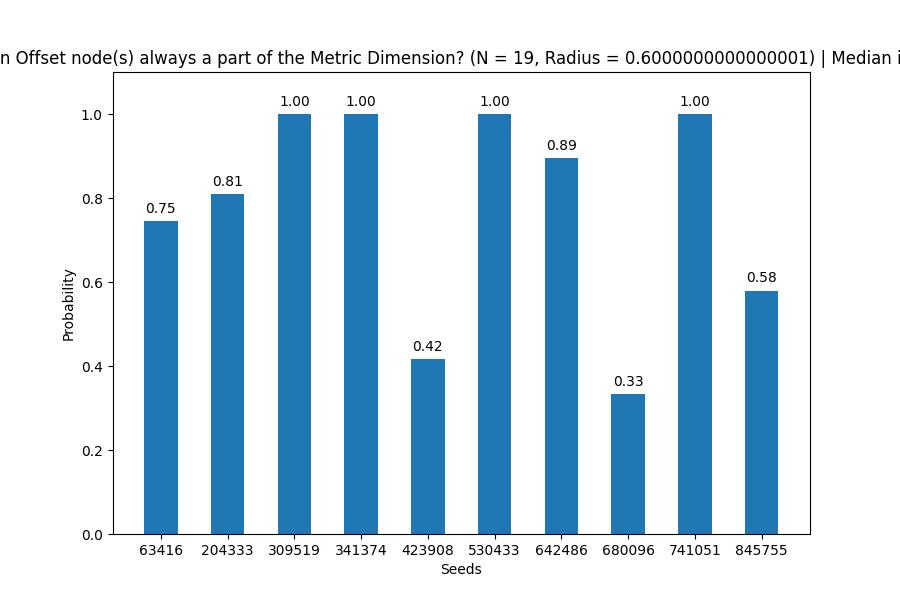 n Offset node(s) always a part of the Metric Dimension? (N = 19, Radius = 0.6000000000000001) | Median i
1.00 1.00 1.00 1.00
0.89
0.81
0.75
0.58
0.42
0.33
1.0
0.8
0.6
0.4
0.2
0.0
Probability
63416 204333 309519 341374 423908 530433 642486 680096 741051 845755
Seeds